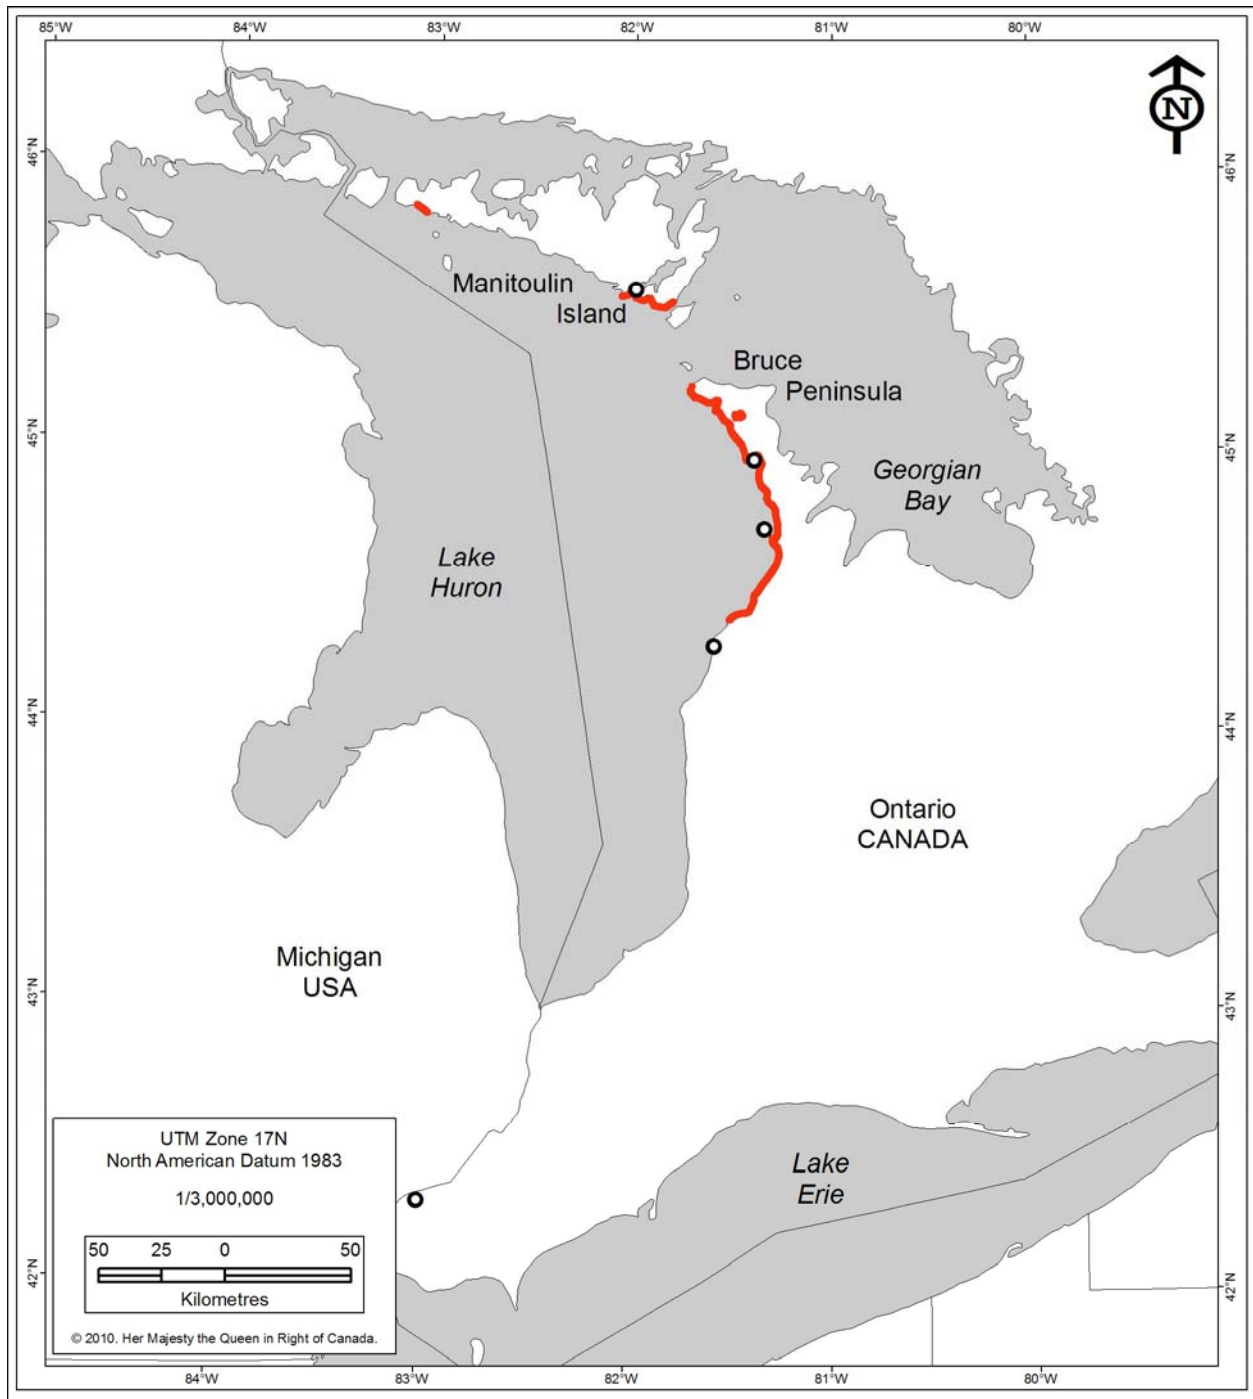 85°W 84°W 83°W 82°W 81°W 80°W
N
46°N 46°N
Manitoulin
Island
Bruce
Peninsula
45°N 45°N
Georgian
Bay
Lake
Huron
44°N 44°N
Ontario
CANADA
Michigan
USA
43°N 43°N
UTM Zone 17N
North American Datum 1983
1/3,000,000
50 25 0 50
Kilometres
© 2010. Her Majesty the Queen in Right of Canada.
Lake
Erie
42°N 42°N
84°W 83°W 82°W 81°W 80°W